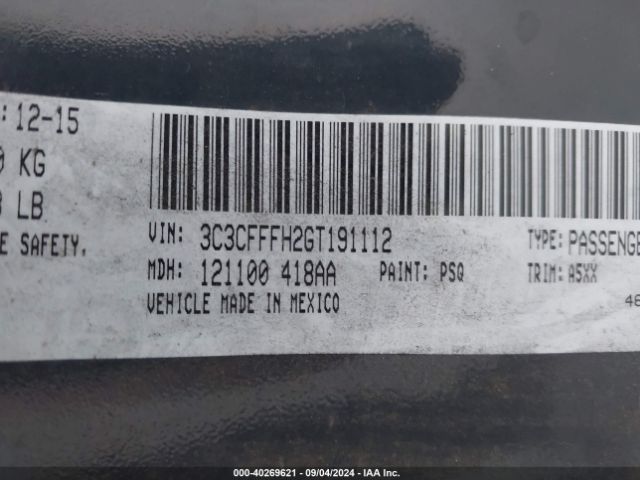 : 12-15
KG
LB
E SAFETY.
VIN: 3C3CFFFH2GT191112
TYPE: PASSENGE
MDH: 121100 418AA PAINT: PSQ TRIM: A5XX
VEHICLE MADE IN MEXICO
48
000-40269621 - 09/04/2024 - IAA Inc.